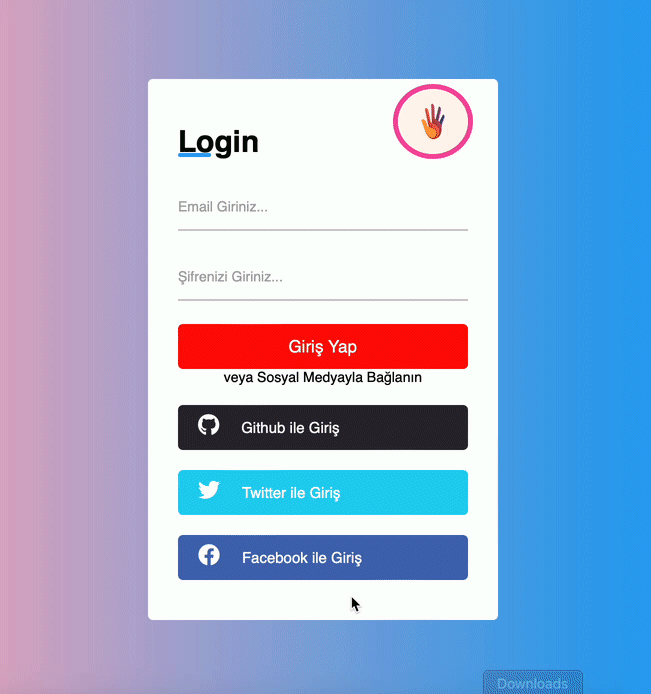 Login
Email Giriniz...
Şifrenizi Giriniz...
Giriş Yap
veya Sosyal Medyayla Bağlanın
Github ile Giriş
Twitter ile Giriş
Facebook ile Giriş
Downloads